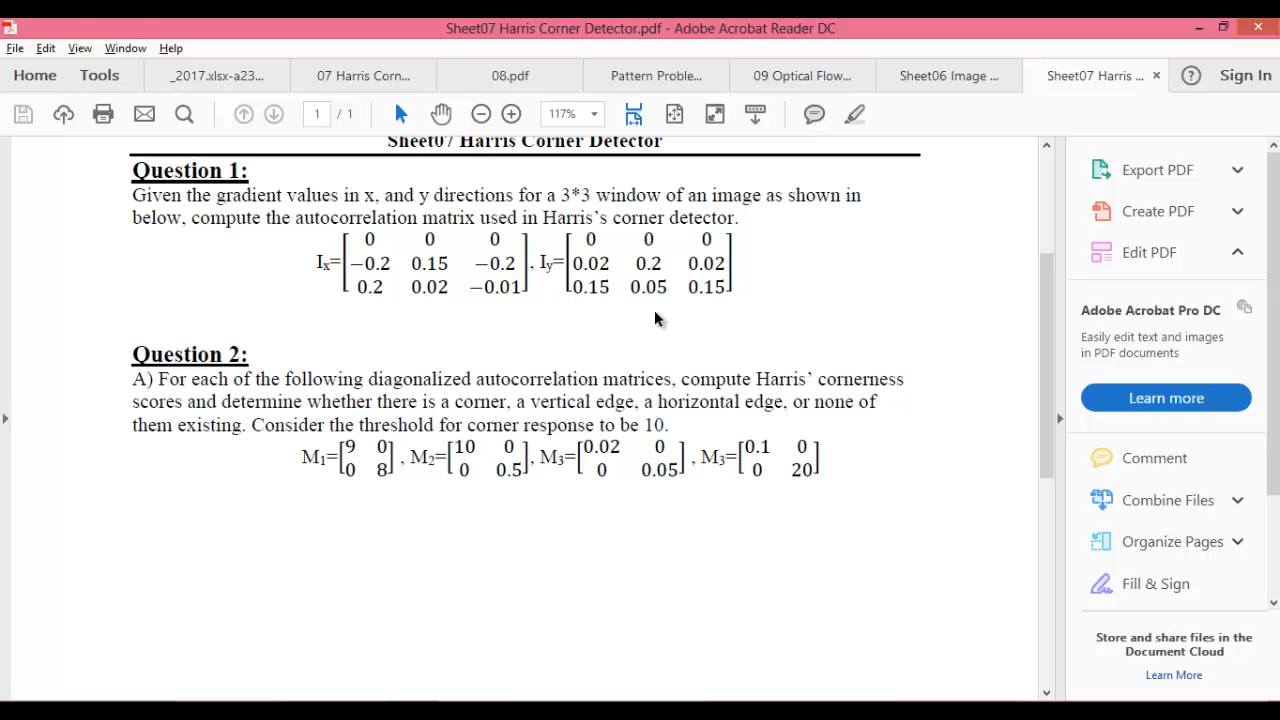 Sheet07 Harris Corner Detector.pdf - Adobe Acrobat Reader DC
File Edit View Window Help
Home Tools _2017.xlsx-a23... 07 Harris Corn... 08.pdf Pattern Proble... 09 Optical Flow... Sheet06 Image ... Sheet07 Harris ... × ? Sign In
1 / 1 117%
Sheet07 Harris Corner Detector
Question 1:
Given the gradient values in x, and y directions for a 3*3 window of an image as shown in
below, compute the autocorrelation matrix used in Harris's corner detector.
0 0 0 0 0 0
Ix= −0.2 0.15 −0.2 , Iy= 0.02 0.2 0.02
0.2 0.02 −0.01 0.15 0.05 0.15
Question 2:
A) For each of the following diagonalized autocorrelation matrices, compute Harris' cornerness
scores and determine whether there is a corner, a vertical edge, a horizontal edge, or none of
them existing. Consider the threshold for corner response to be 10.
M1=[9 0 , M2=[10 0 , M3=[0.02 0 , M3=[0.1 0
0 8] 0 0.5] 0 0.05] 0 20]
Export PDF
Create PDF
Edit PDF
Adobe Acrobat Pro DC
Easily edit text and images
in PDF documents
Learn more
Comment
Combine Files
Organize Pages
Fill & Sign
Store and share files in the
Document Cloud
Learn More